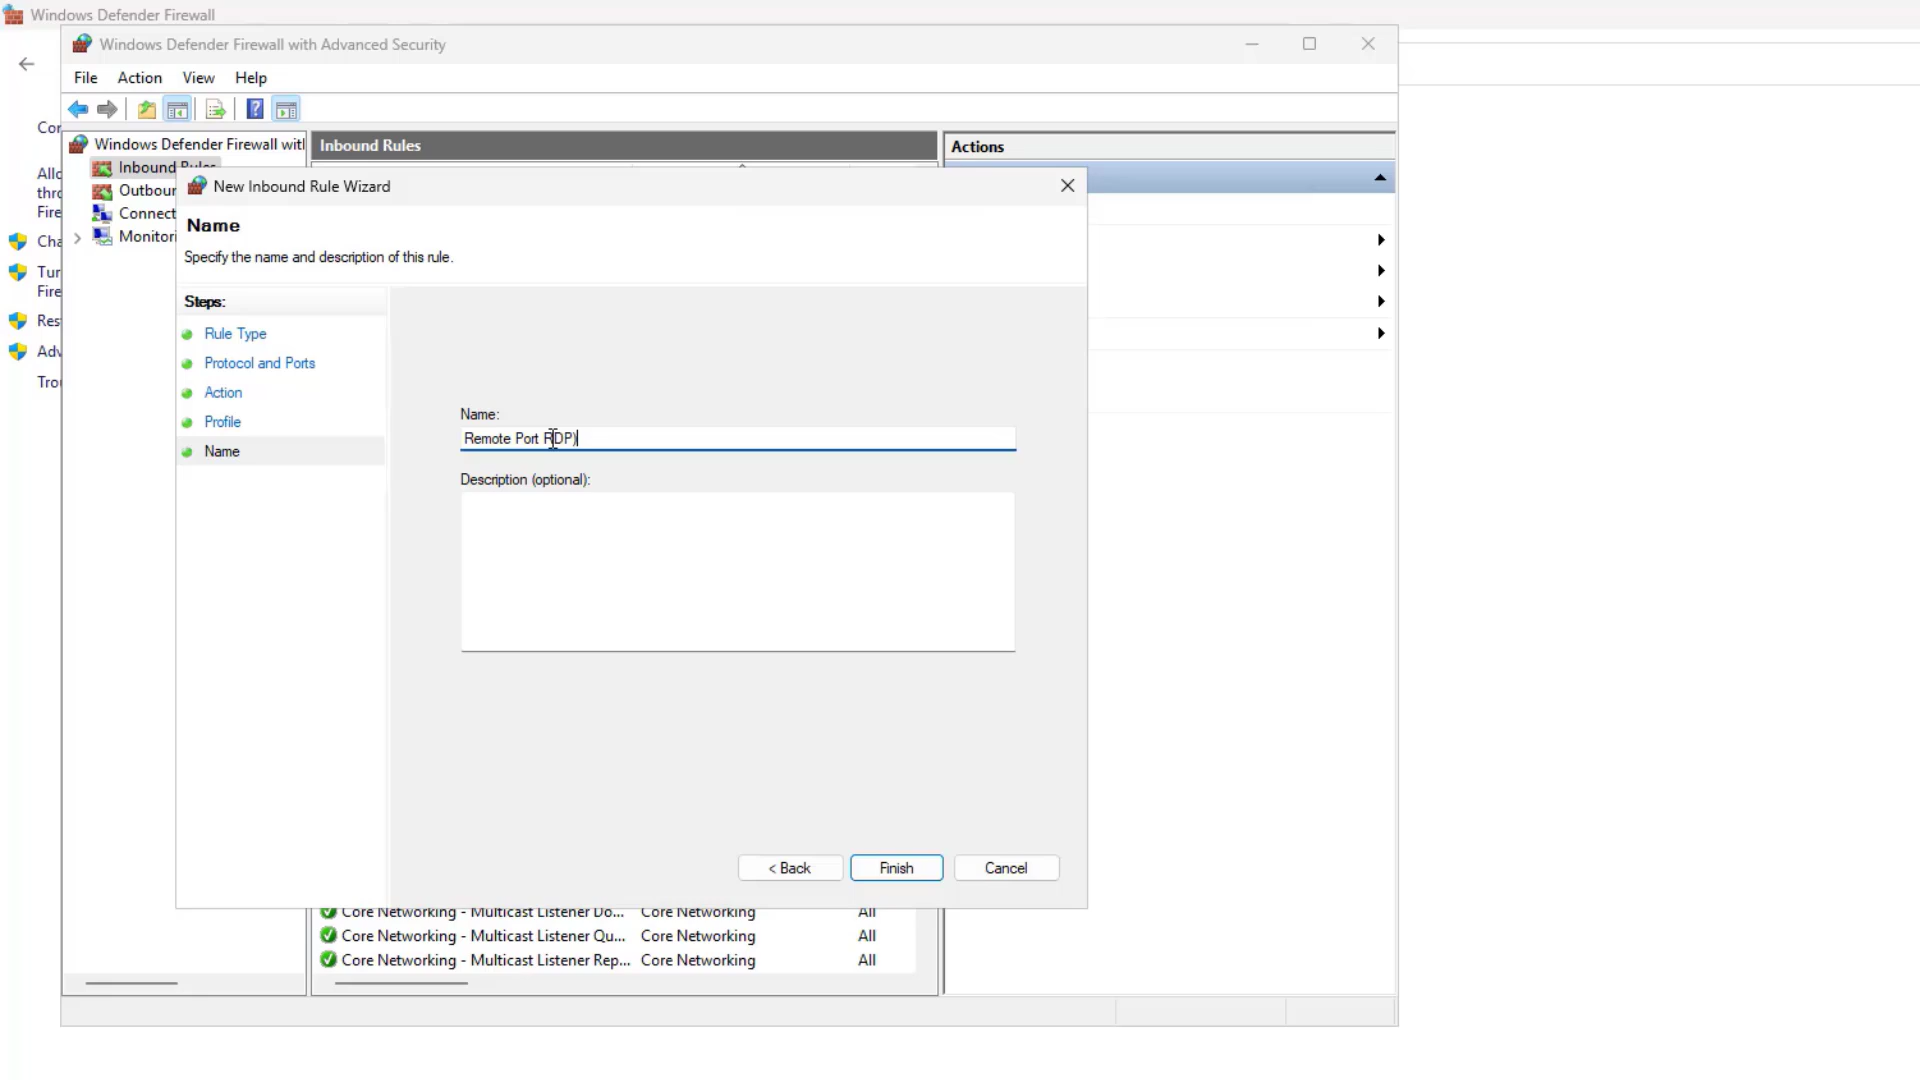 Windows Defender Firewall
Windows Defender Firewall with Advanced Security
File Action View Help
Windows Defender Firewall with
Inbound Rules
Actions
Inbound Rules
Outbour
Connect
Monitori
Cor
Allo
thro
Fire
Cha
Tur
Fire
Res
Adv
Trou
New Inbound Rule Wizard
Name
Specify the name and description of this rule.
Steps:
Rule Type
Protocol and Ports
Action
Profile
Name
Name:
Remote Port RDP)
Description (optional):
< Back
Finish
Cancel
Core Networking - Multicast Listener Do... Core Networking All
Core Networking - Multicast Listener Qu... Core Networking All
Core Networking - Multicast Listener Rep... Core Networking All